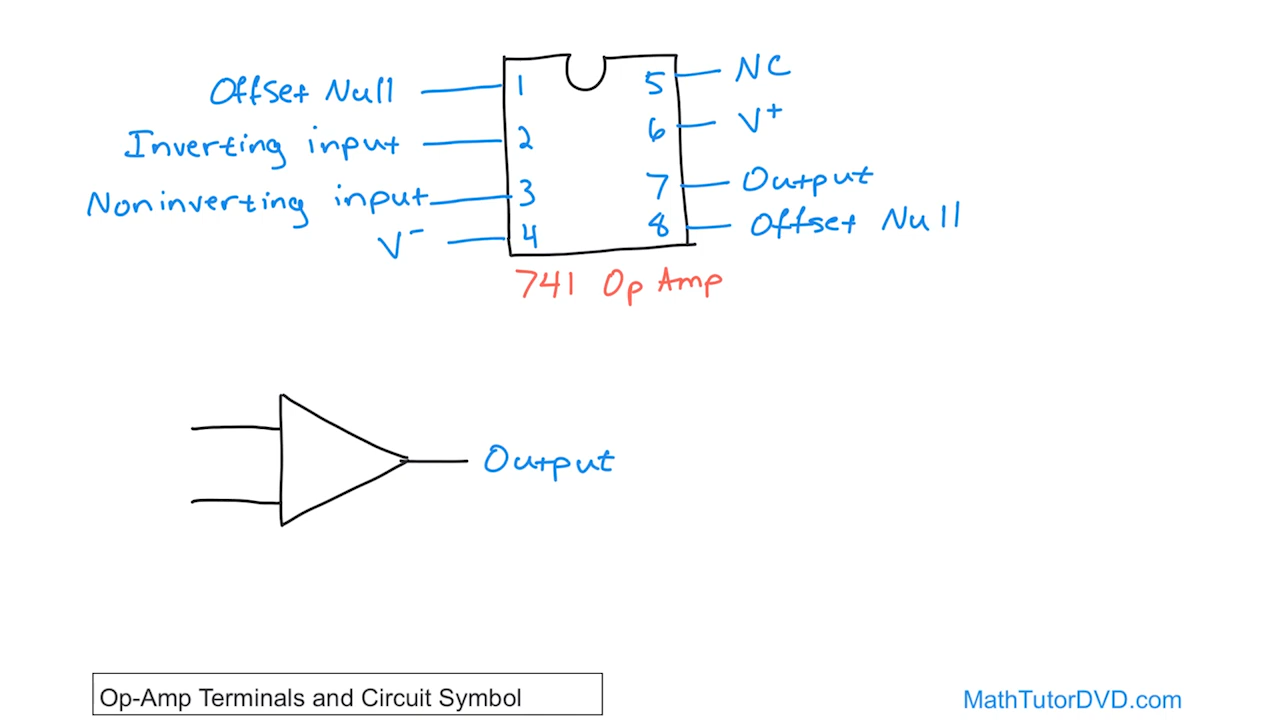 Offset Null 1 5 NC
Inverting input 2 6 V+
Noninverting input 3 7 Output
V- 4 8 Offset Null
741 Op Amp
Output
Op-Amp Terminals and Circuit Symbol
MathTutorDVD.com